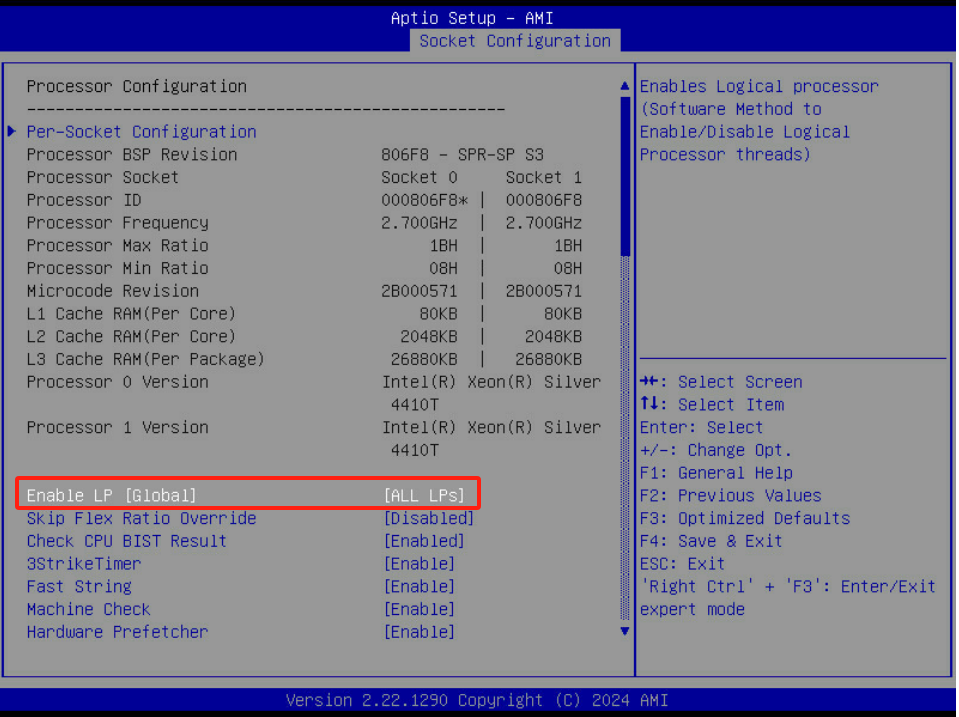 Aptio Setup – AMI
Socket Configuration
Processor Configuration
--------------------------------------------------
Per-Socket Configuration
Processor BSP Revision 806F8 – SPR-SP S3
Processor Socket Socket 0 Socket 1
Processor ID 000806F8* | 000806F8
Processor Frequency 2.700GHz | 2.700GHz
Processor Max Ratio 1BH | 1BH
Processor Min Ratio 08H | 08H
Microcode Revision 2B000571 | 2B000571
L1 Cache RAM(Per Core) 80KB | 80KB
L2 Cache RAM(Per Core) 2048KB | 2048KB
L3 Cache RAM(Per Package) 26880KB | 26880KB
Processor 0 Version Intel(R) Xeon(R) Silver
4410T
Processor 1 Version Intel(R) Xeon(R) Silver
4410T
Enable LP [Global] [ALL LPs]
Skip Flex Ratio Override [Disabled]
Check CPU BIST Result [Enabled]
3StrikeTimer [Enable]
Fast String [Enable]
Machine Check [Enable]
Hardware Prefetcher [Enable]
Enables Logical processor
(Software Method to
Enable/Disable Logical
Processor threads)
→←: Select Screen
↑↓: Select Item
Enter: Select
+/-: Change Opt.
F1: General Help
F2: Previous Values
F3: Optimized Defaults
F4: Save & Exit
ESC: Exit
'Right Ctrl' + 'F3': Enter/Exit
expert mode
Version 2.22.1290 Copyright (C) 2024 AMI